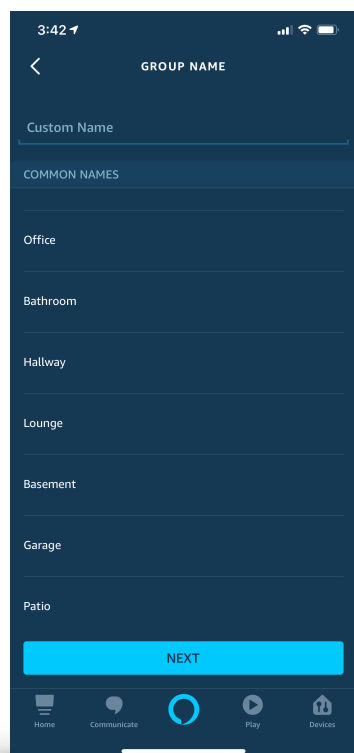 3:42
GROUP NAME
Custom Name
COMMON NAMES
Office
Bathroom
Hallway
Lounge
Basement
Garage
Patio
NEXT
Home Communicate Play Devices